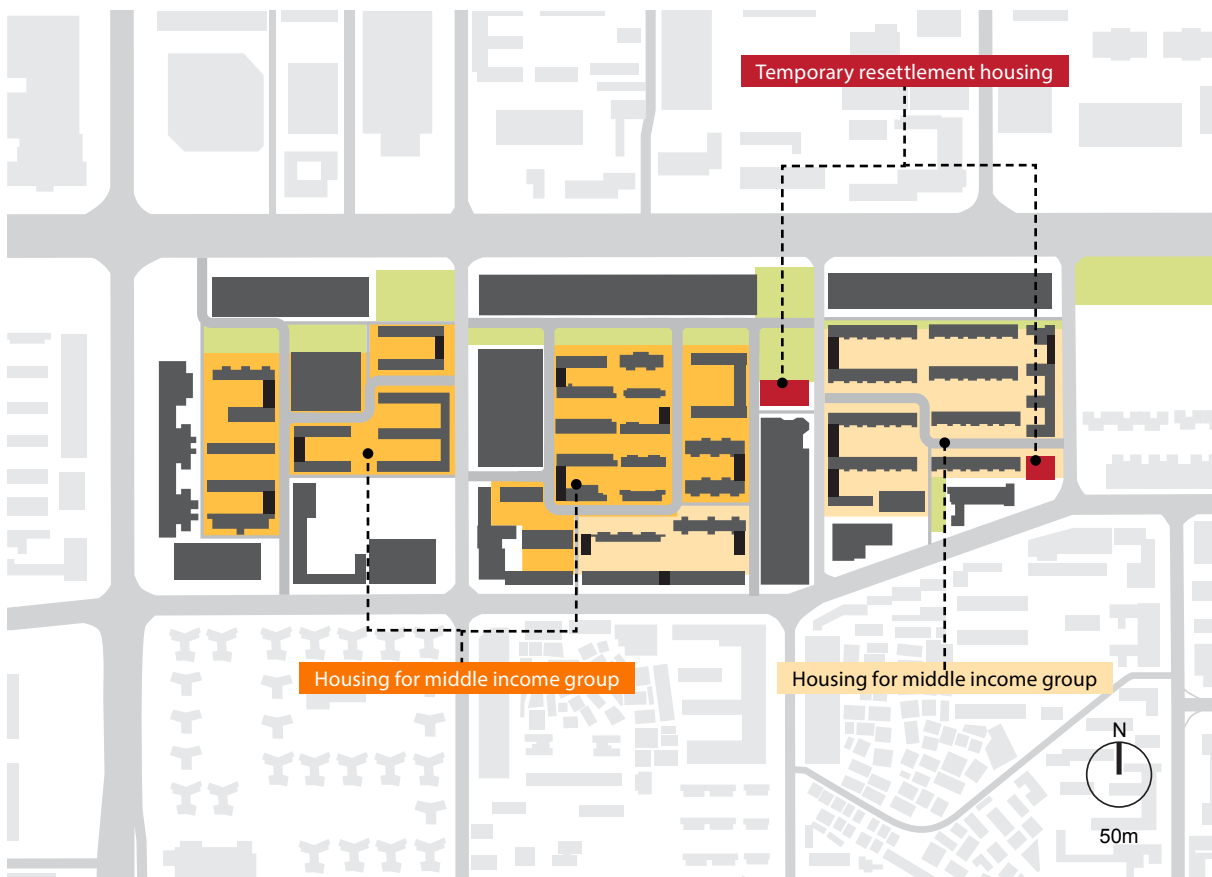 Temporary resettlement housing
Housing for middle income group
Housing for middle income group
N
50m